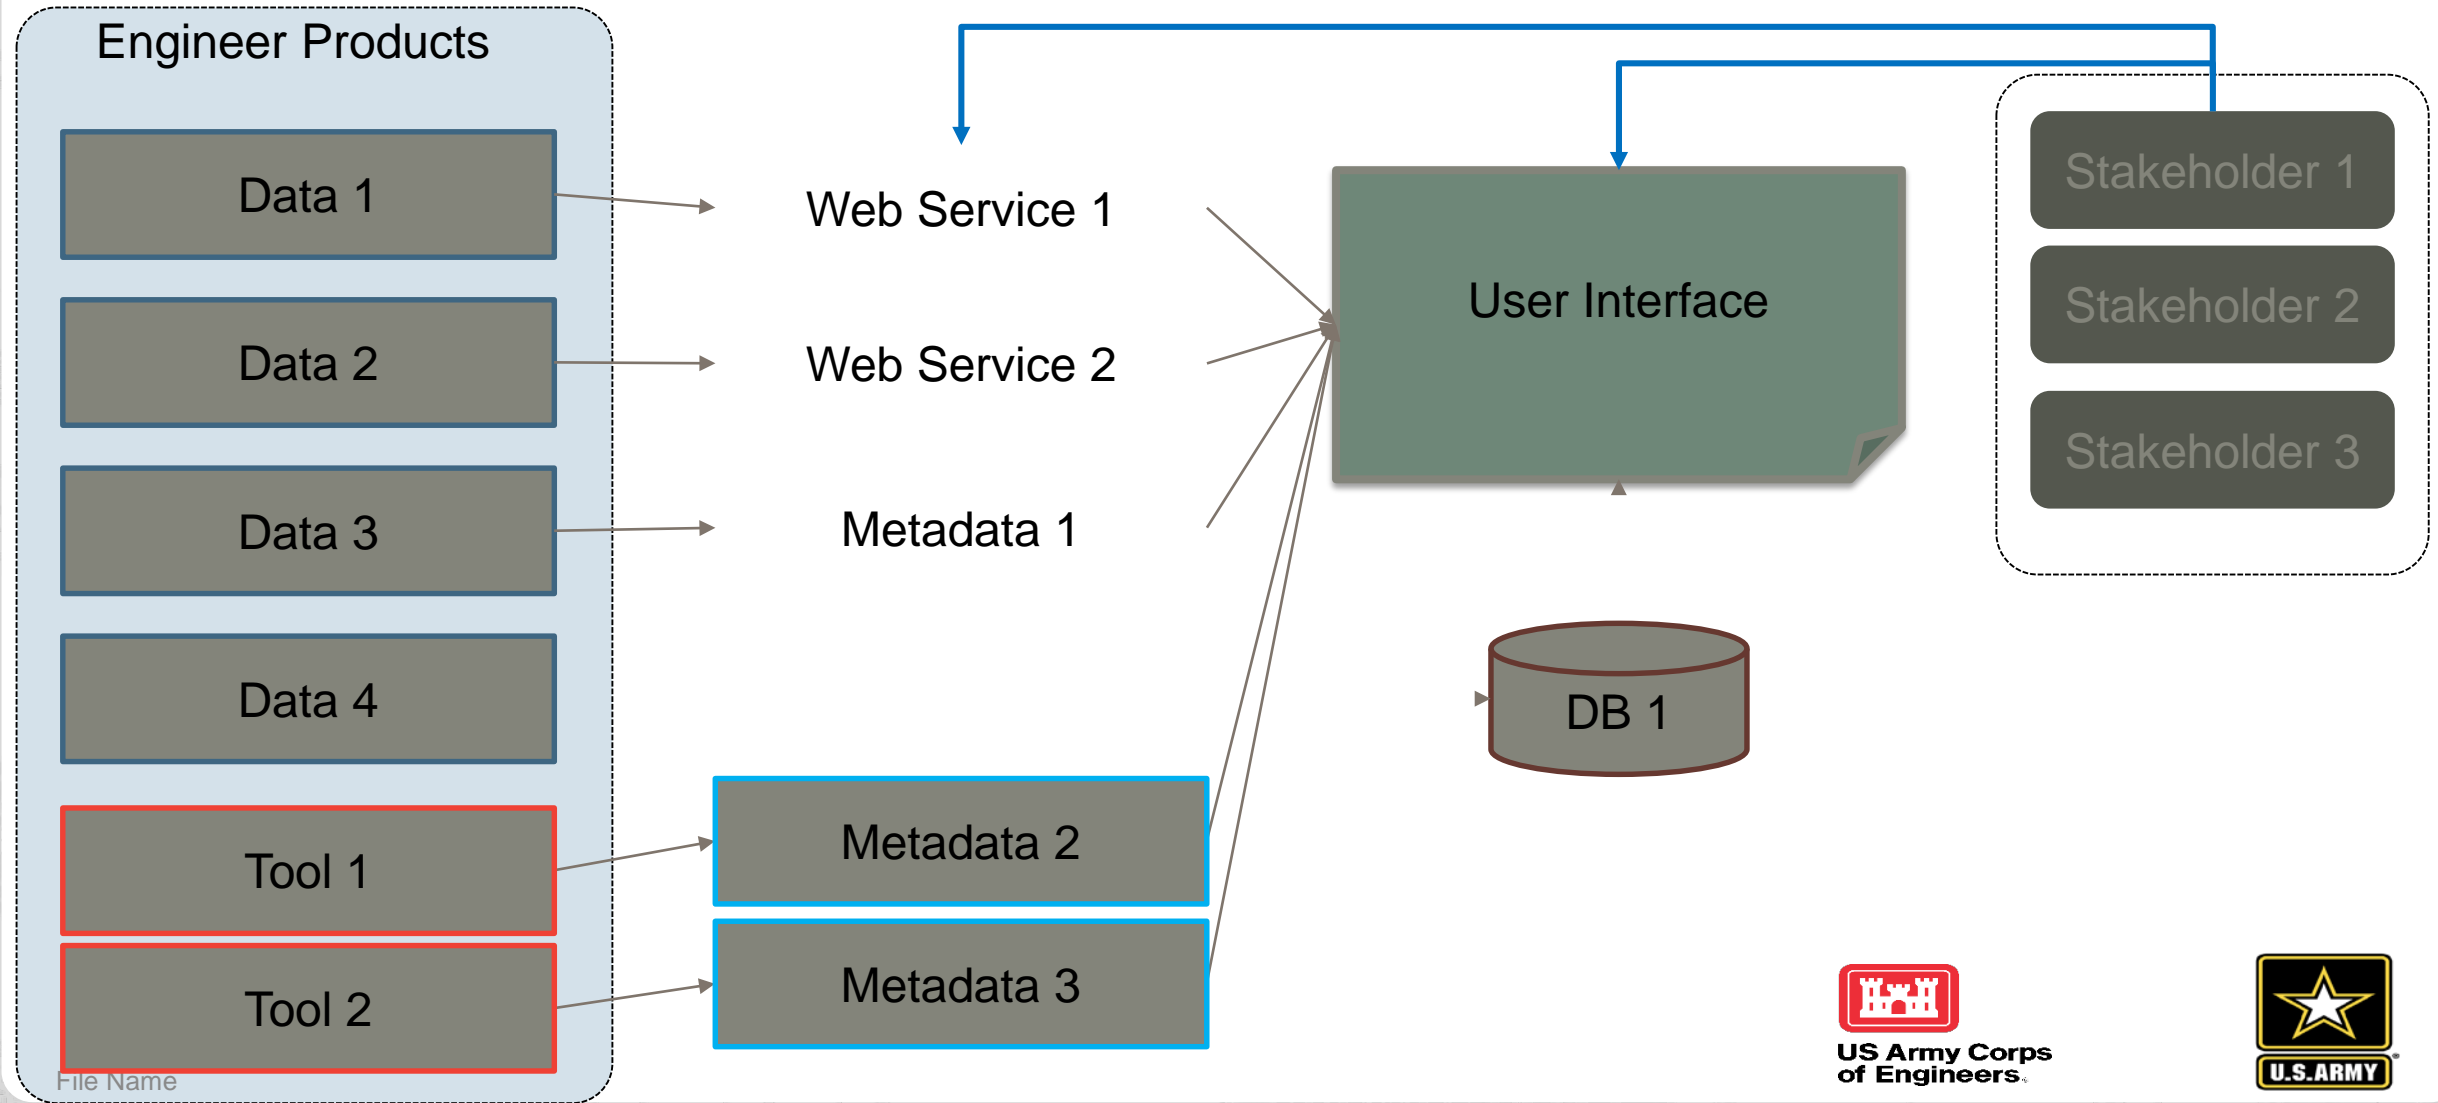 Engineer Products
Data 1
Data 2
Data 3
Data 4
Tool 1
Tool 2
File Name
Web Service 1
Web Service 2
Metadata 1
Metadata 2
Metadata 3
User Interface
DB 1
Stakeholder 1
Stakeholder 2
Stakeholder 3
US Army Corps
of Engineers
U.S.ARMY